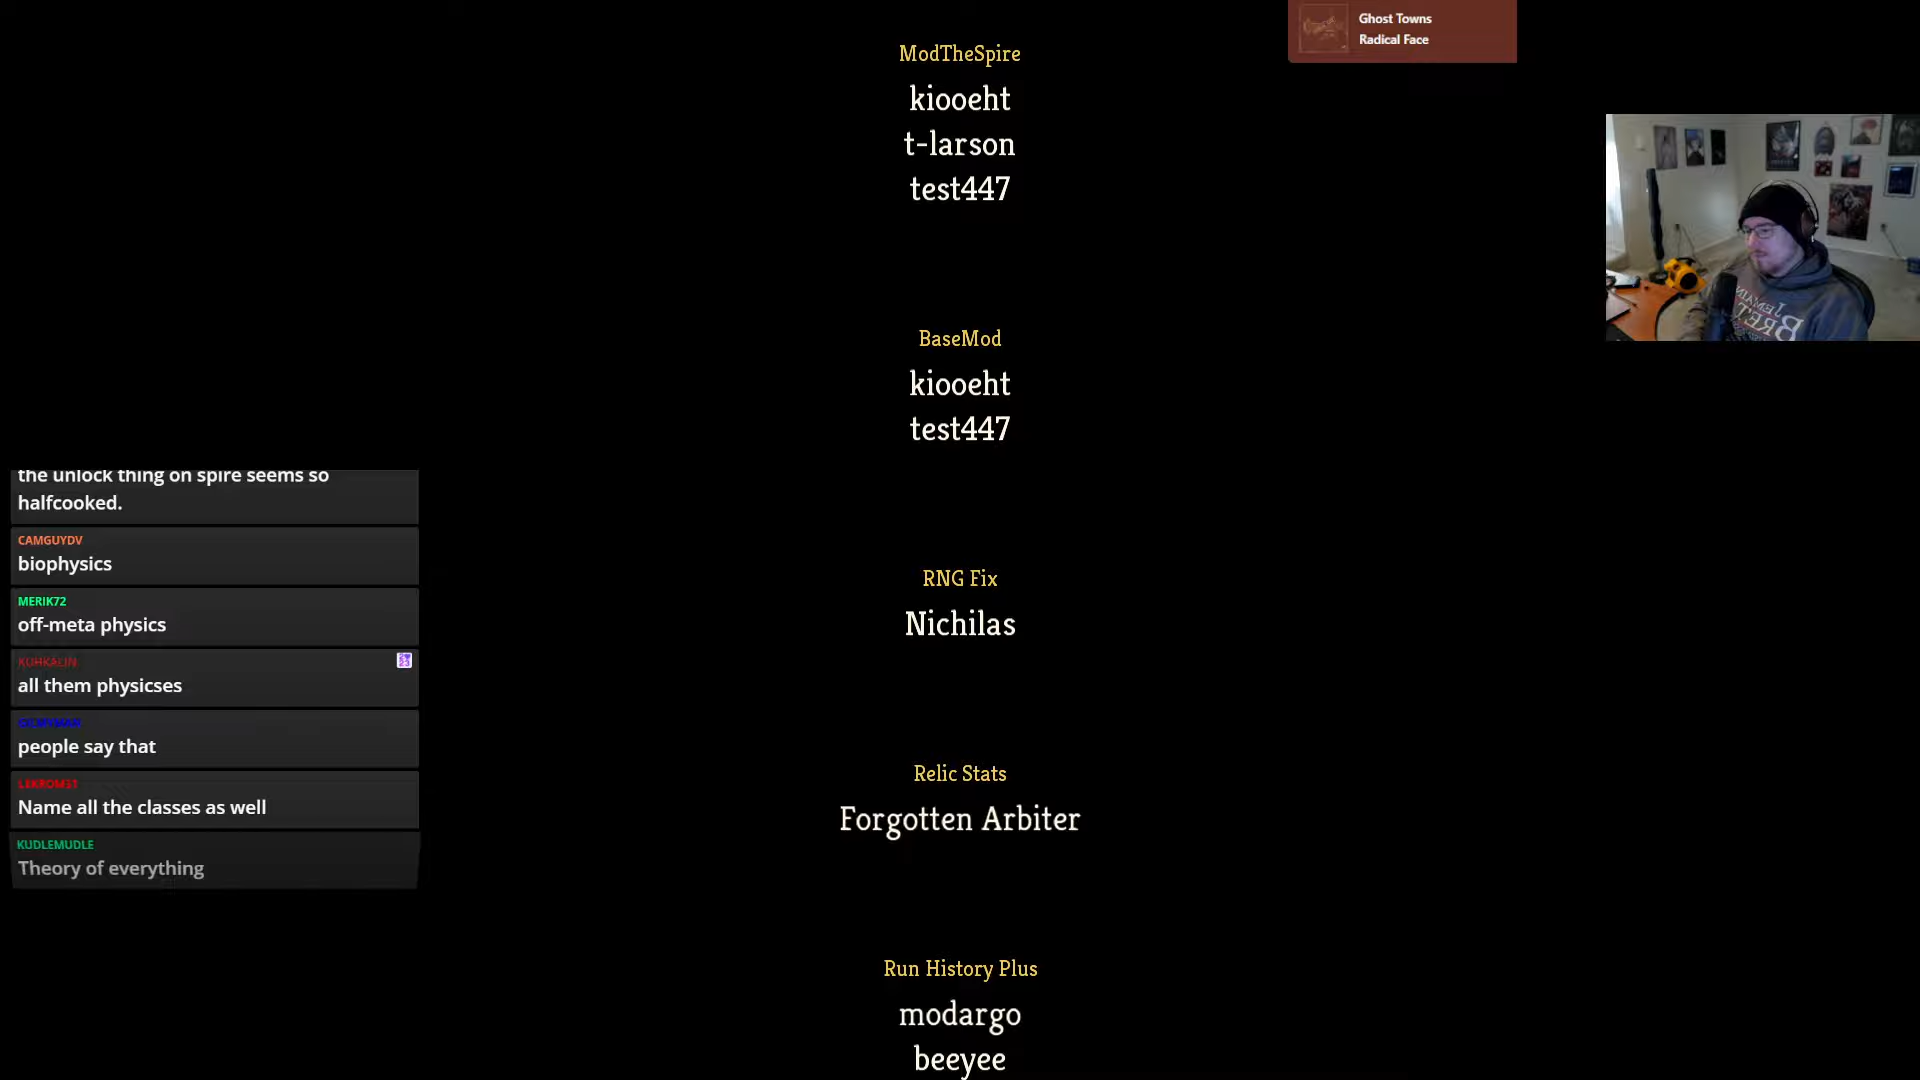 ModTheSpire
kiooeht
t-larson
test447
BaseMod
kiooeht
test447
RNG Fix
Nichilas
Relic Stats
Forgotten Arbiter
Run History Plus
modargo
beeyee
Ghost Towns
Radical Face
the unlock thing on spire seems so
halfcooked.
CAMGUYDV
biophysics
MERIK72
off-meta physics
KOHKALIN
all them physicses
people say that
Name all the classes as well
KUDLEMUDLE
Theory of everything